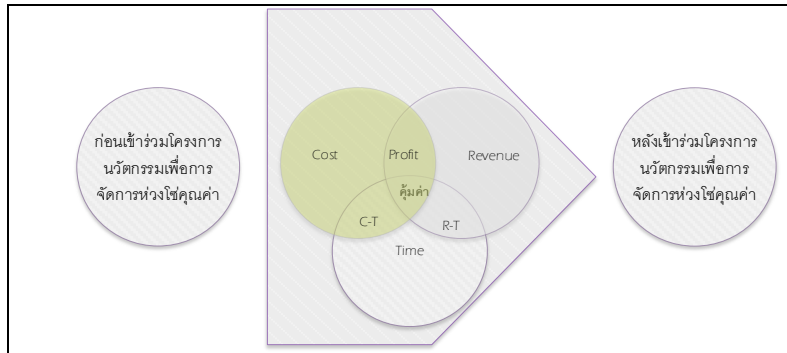 ก่อนเข้าร่วมโครงการ
นวัตกรรมเพื่อการ
จัดการห่วงโซ่คุณค่า
Cost
Profit
Revenue
คุ้มค่า
C-T
R-T
Time
หลังเข้าร่วมโครงการ
นวัตกรรมเพื่อการ
จัดการห่วงโซ่คุณค่า